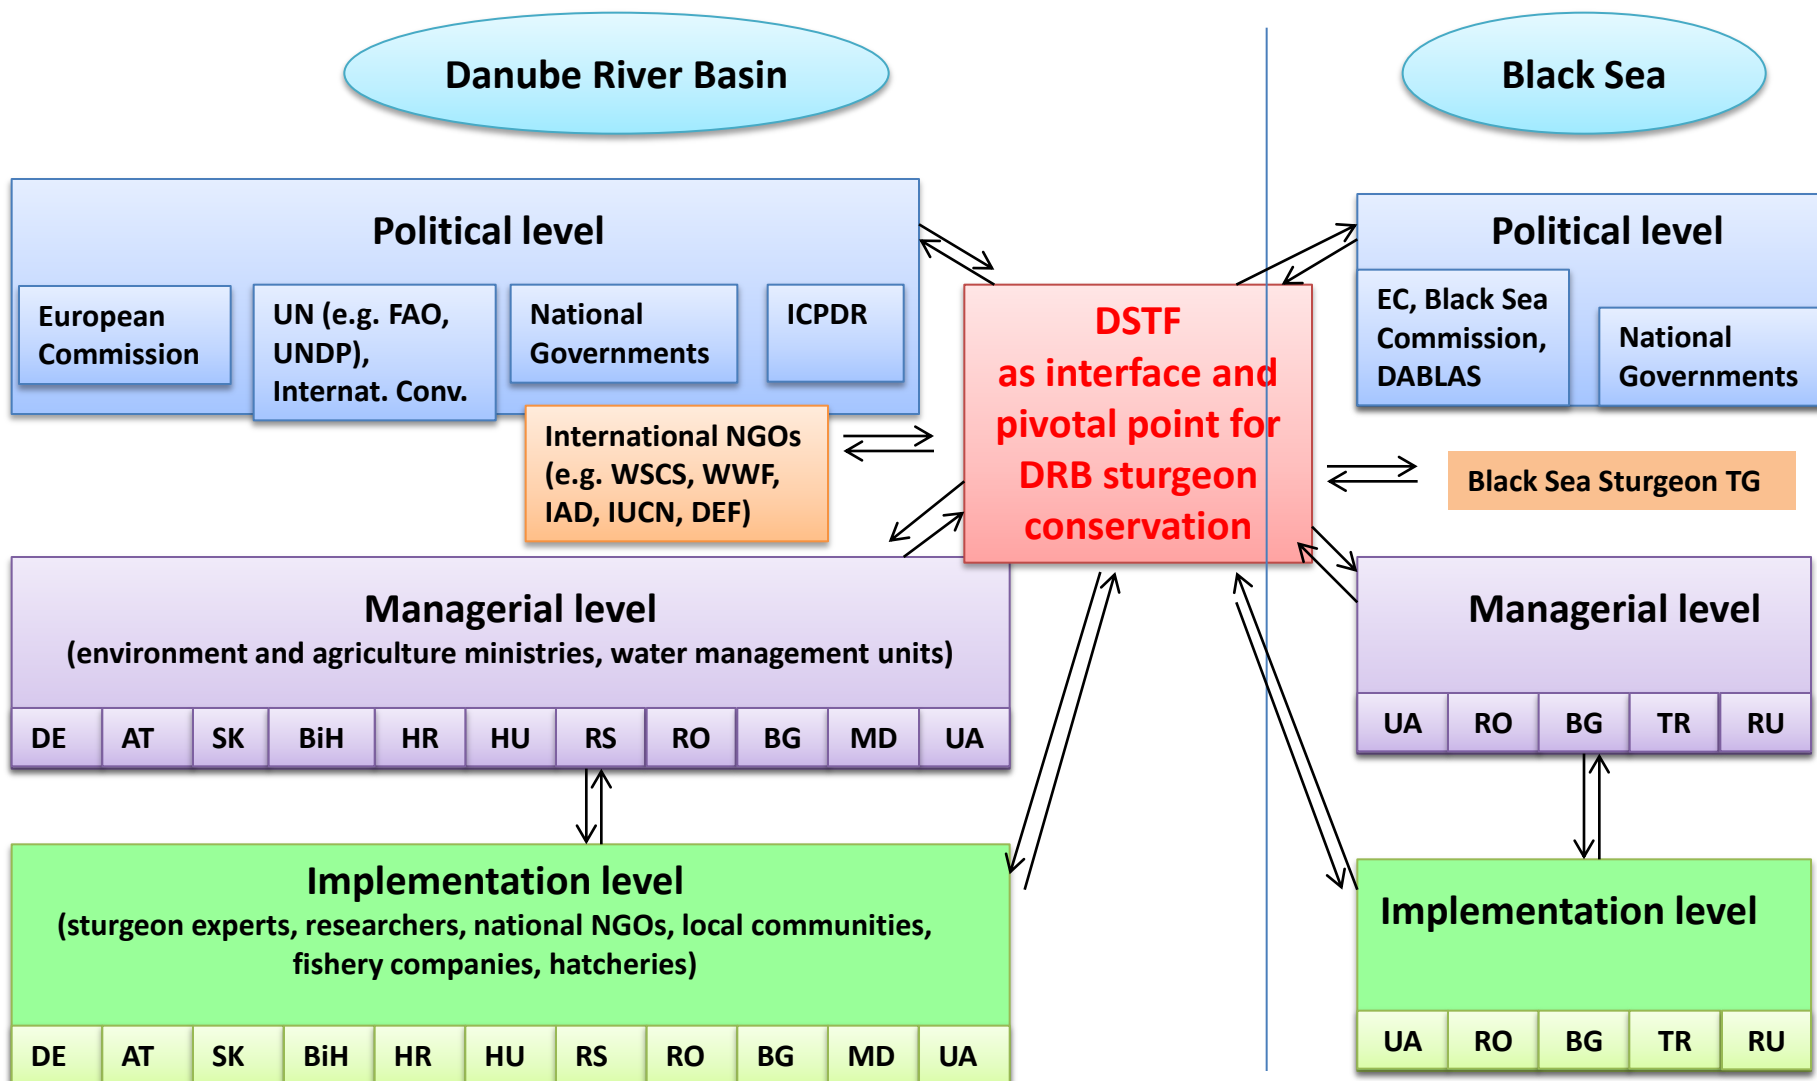 Danube River Basin
Black Sea
Political level
European
Commission
UN (e.g. FAO,
UNDP),
Internat. Conv.
National
Governments
ICPDR
International NGOs
(e.g. WSCS, WWF,
IAD, IUCN, DEF)
DSTF
as interface and
pivotal point for
DRB sturgeon
conservation
Political level
EC, Black Sea
Commission,
DABLAS
National
Governments
Black Sea Sturgeon TG
Managerial level
(environment and agriculture ministries, water management units)
DE AT SK BiH HR HU RS RO BG MD UA
Managerial level
UA RO BG TR RU
Implementation level
(sturgeon experts, researchers, national NGOs, local communities,
fishery companies, hatcheries)
DE AT SK BiH HR HU RS RO BG MD UA
Implementation level
UA RO BG TR RU